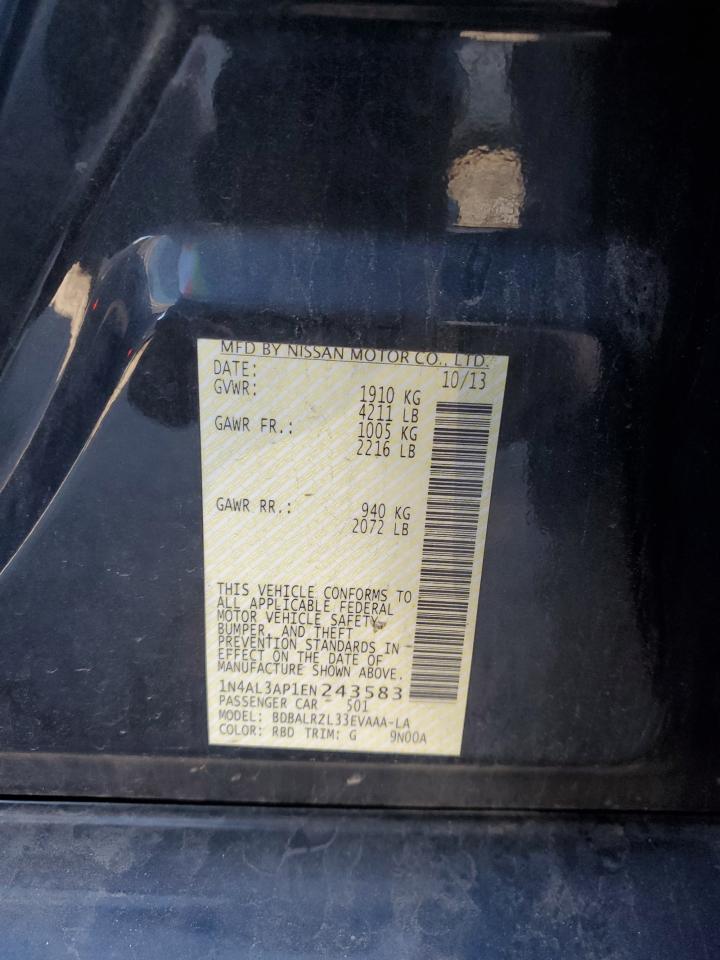 MFD BY NISSAN MOTOR CO., LTD.
DATE: 10/13
GVWR: 1910 KG
4211 LB
GAWR FR.: 1005 KG
2216 LB
GAWR RR.: 940 KG
2072 LB
THIS VEHICLE CONFORMS TO
ALL APPLICABLE FEDERAL
MOTOR VEHICLE SAFETY,
BUMPER, AND THEFT
PREVENTION STANDARDS IN
EFFECT ON THE DATE OF
MANUFACTURE SHOWN ABOVE.
1N4AL3AP1EN243583
PASSENGER CAR 501
MODEL: BDBALRZL33EVAAA-LA
COLOR: RBD TRIM: G 9N00A